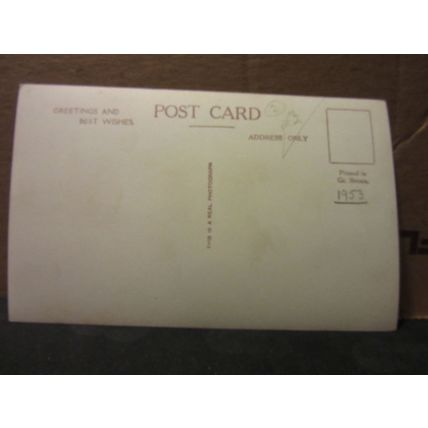 GREETINGS AND
BEST WISHES.
POST CARD
ADDRESS ONLY
THIS IS A REAL PHOTOGRAPH
Printed in
Gt. Britain.
1953